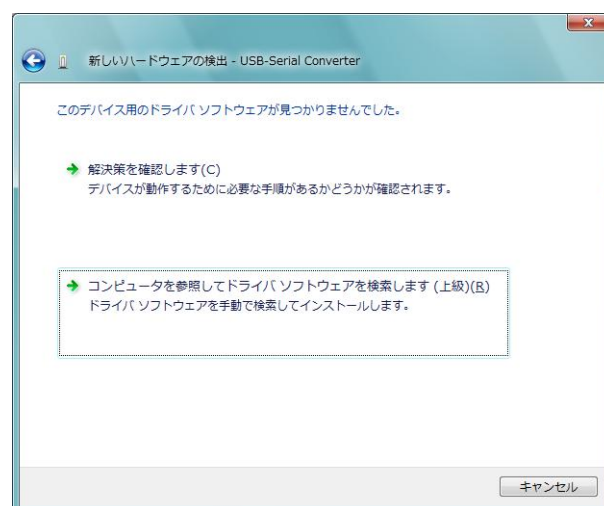 新しいハードウェアの検出 - USB-Serial Converter
このデバイス用のドライバ ソフトウェアが見つかりませんでした。
解決策を確認します(C)
デバイスが動作するために必要な手順があるかどうかが確認されます。
コンピュータを参照してドライバ ソフトウェアを検索します (上級)(R)
ドライバ ソフトウェアを手動で検索してインストールします。
キャンセル